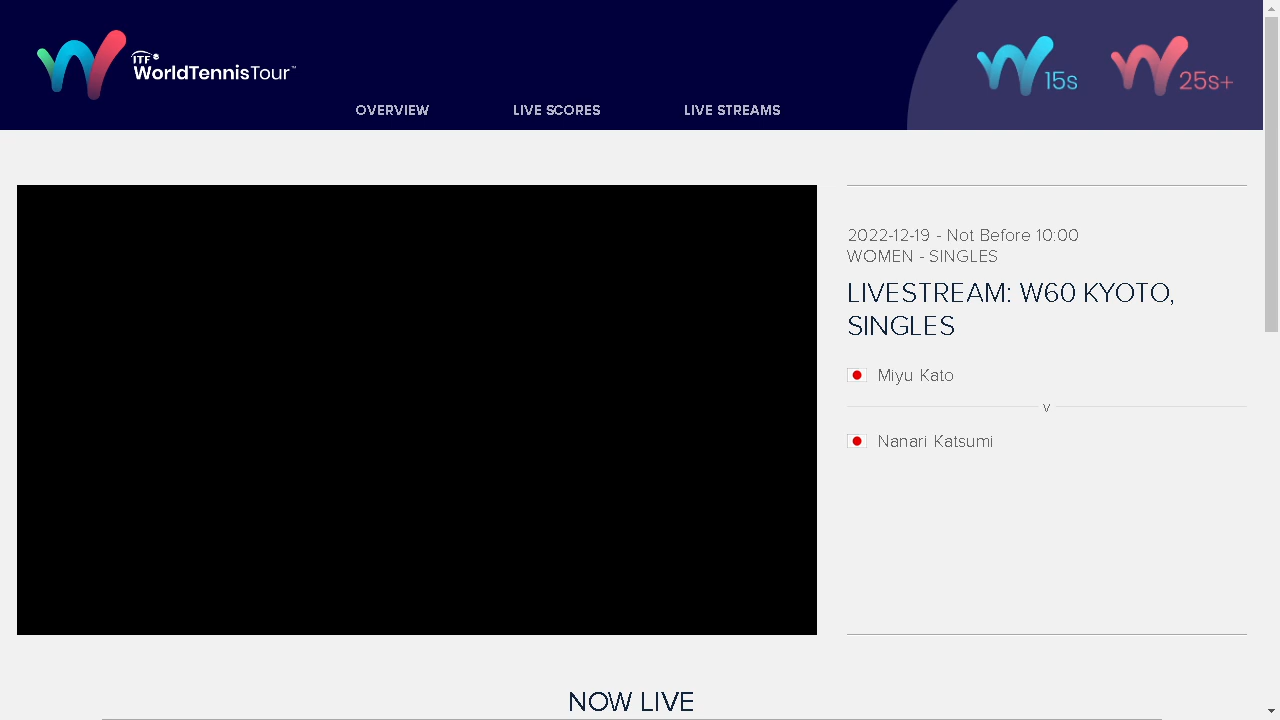 ITF
WorldTennisTour™
OVERVIEW
LIVE SCORES
LIVE STREAMS
15s
25s+
2022-12-19 - Not Before 10:00
WOMEN - SINGLES
LIVESTREAM: W60 KYOTO,
SINGLES
Miyu Kato
v
Nanari Katsumi
NOW LIVE